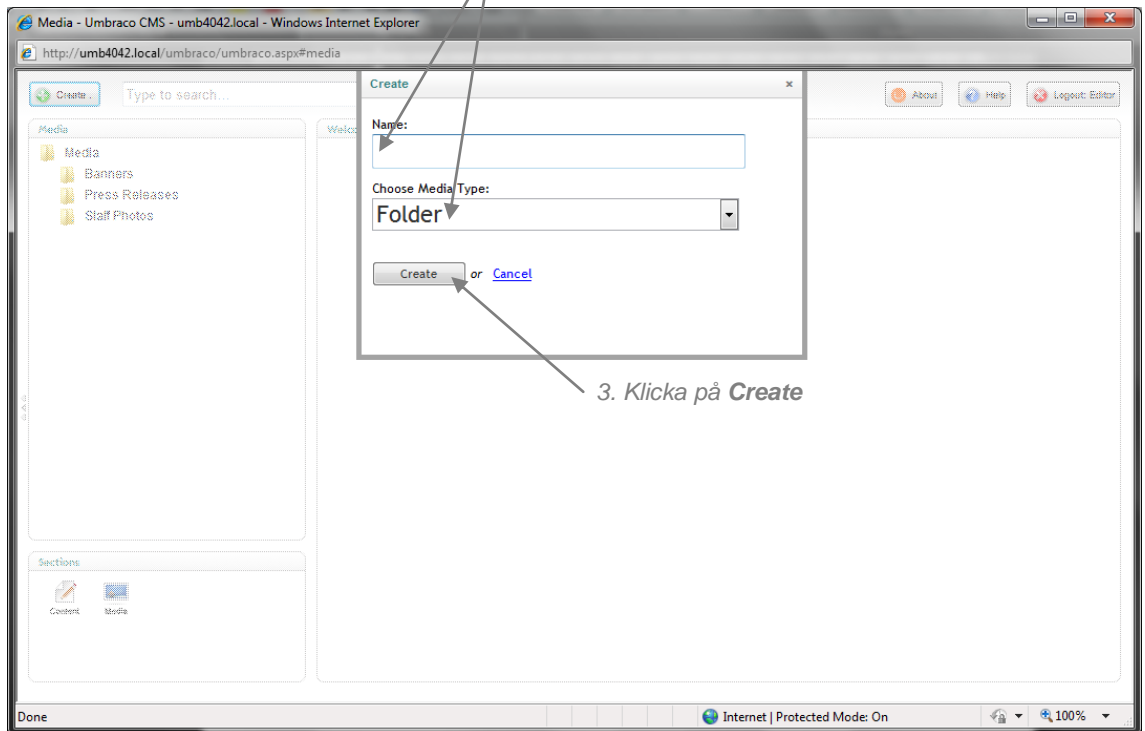 Media - Umbraco CMS - umb4042.local - Windows Internet Explorer
http://umb4042.local/umbraco/umbraco.aspx#media
Create
Type to search...
Create
×
About
Help
Logout: Editor
Media
Media
Banners
Press Releases
Staff Photos
Welco
Name:
Choose Media Type:
Folder
Create or Cancel
3. Klicka på Create
Sections
Content
Media
Done
Internet | Protected Mode: On
100%